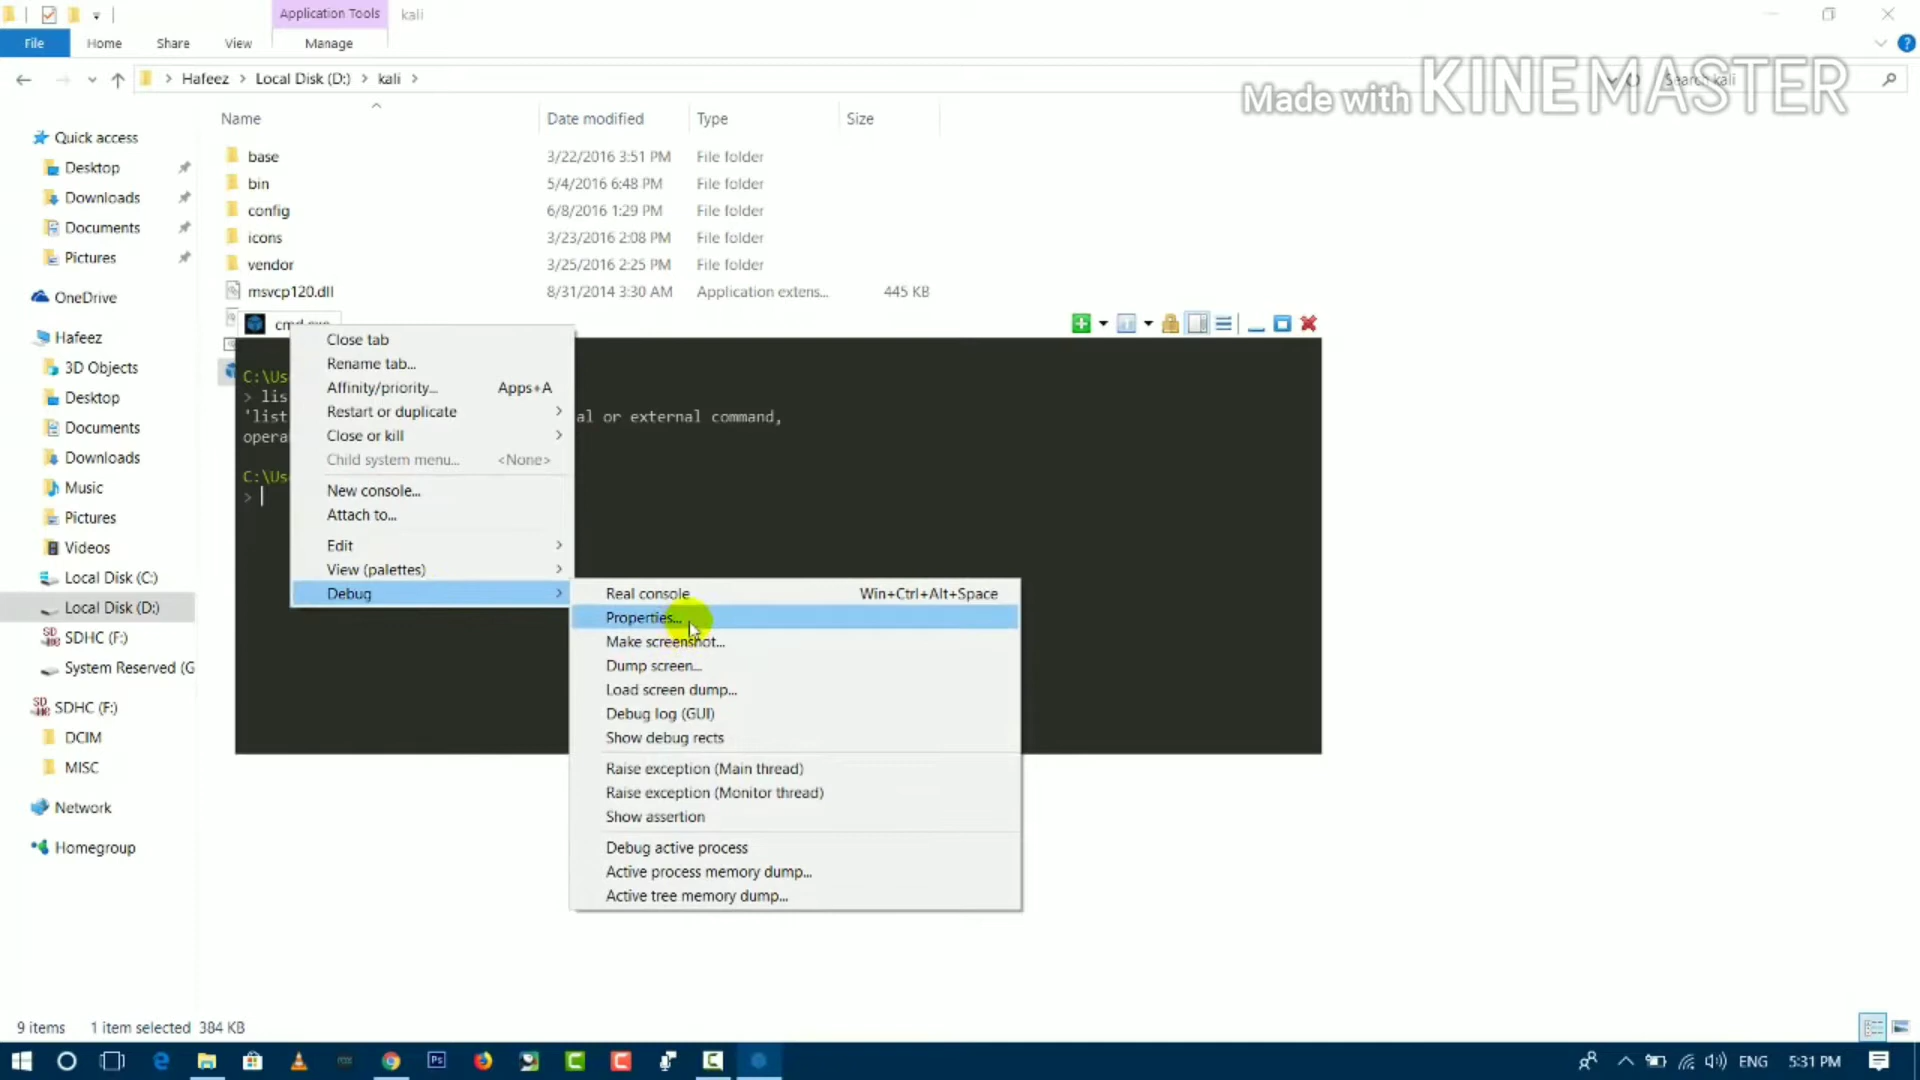 Application Tools
kali
File
Home
Share
View
Manage
Hafeez
Local Disk (D:)
kali
Search kali
Made with KINEMASTER
Name
Date modified
Type
Size
Quick access
Desktop
Downloads
Documents
Pictures
OneDrive
Hafeez
3D Objects
Desktop
Documents
Downloads
Music
Pictures
Videos
Local Disk (C:)
Local Disk (D:)
SDHC (F:)
System Reserved (G
SDHC (F:)
DCIM
MISC
Network
Homegroup
base 3/22/2016 3:51 PM File folder
bin 5/4/2016 6:48 PM File folder
config 6/8/2016 1:29 PM File folder
icons 3/23/2016 2:08 PM File folder
vendor 3/25/2016 2:25 PM File folder
msvcp120.dll 8/31/2014 3:30 AM Application extens... 445 KB
cmd.exe
C:\Us
> lis
'list al or external command,
opera
C:\Us
>
Close tab
Rename tab...
Affinity/priority... Apps+A
Restart or duplicate
Close or kill
Child system menu... <None>
New console...
Attach to...
Edit
View (palettes)
Debug
Real console Win+Ctrl+Alt+Space
Properties...
Make screenshot...
Dump screen...
Load screen dump...
Debug log (GUI)
Show debug rects
Raise exception (Main thread)
Raise exception (Monitor thread)
Show assertion
Debug active process
Active process memory dump...
Active tree memory dump...
9 items 1 item selected 384 KB
Ps
ENG
5:31 PM